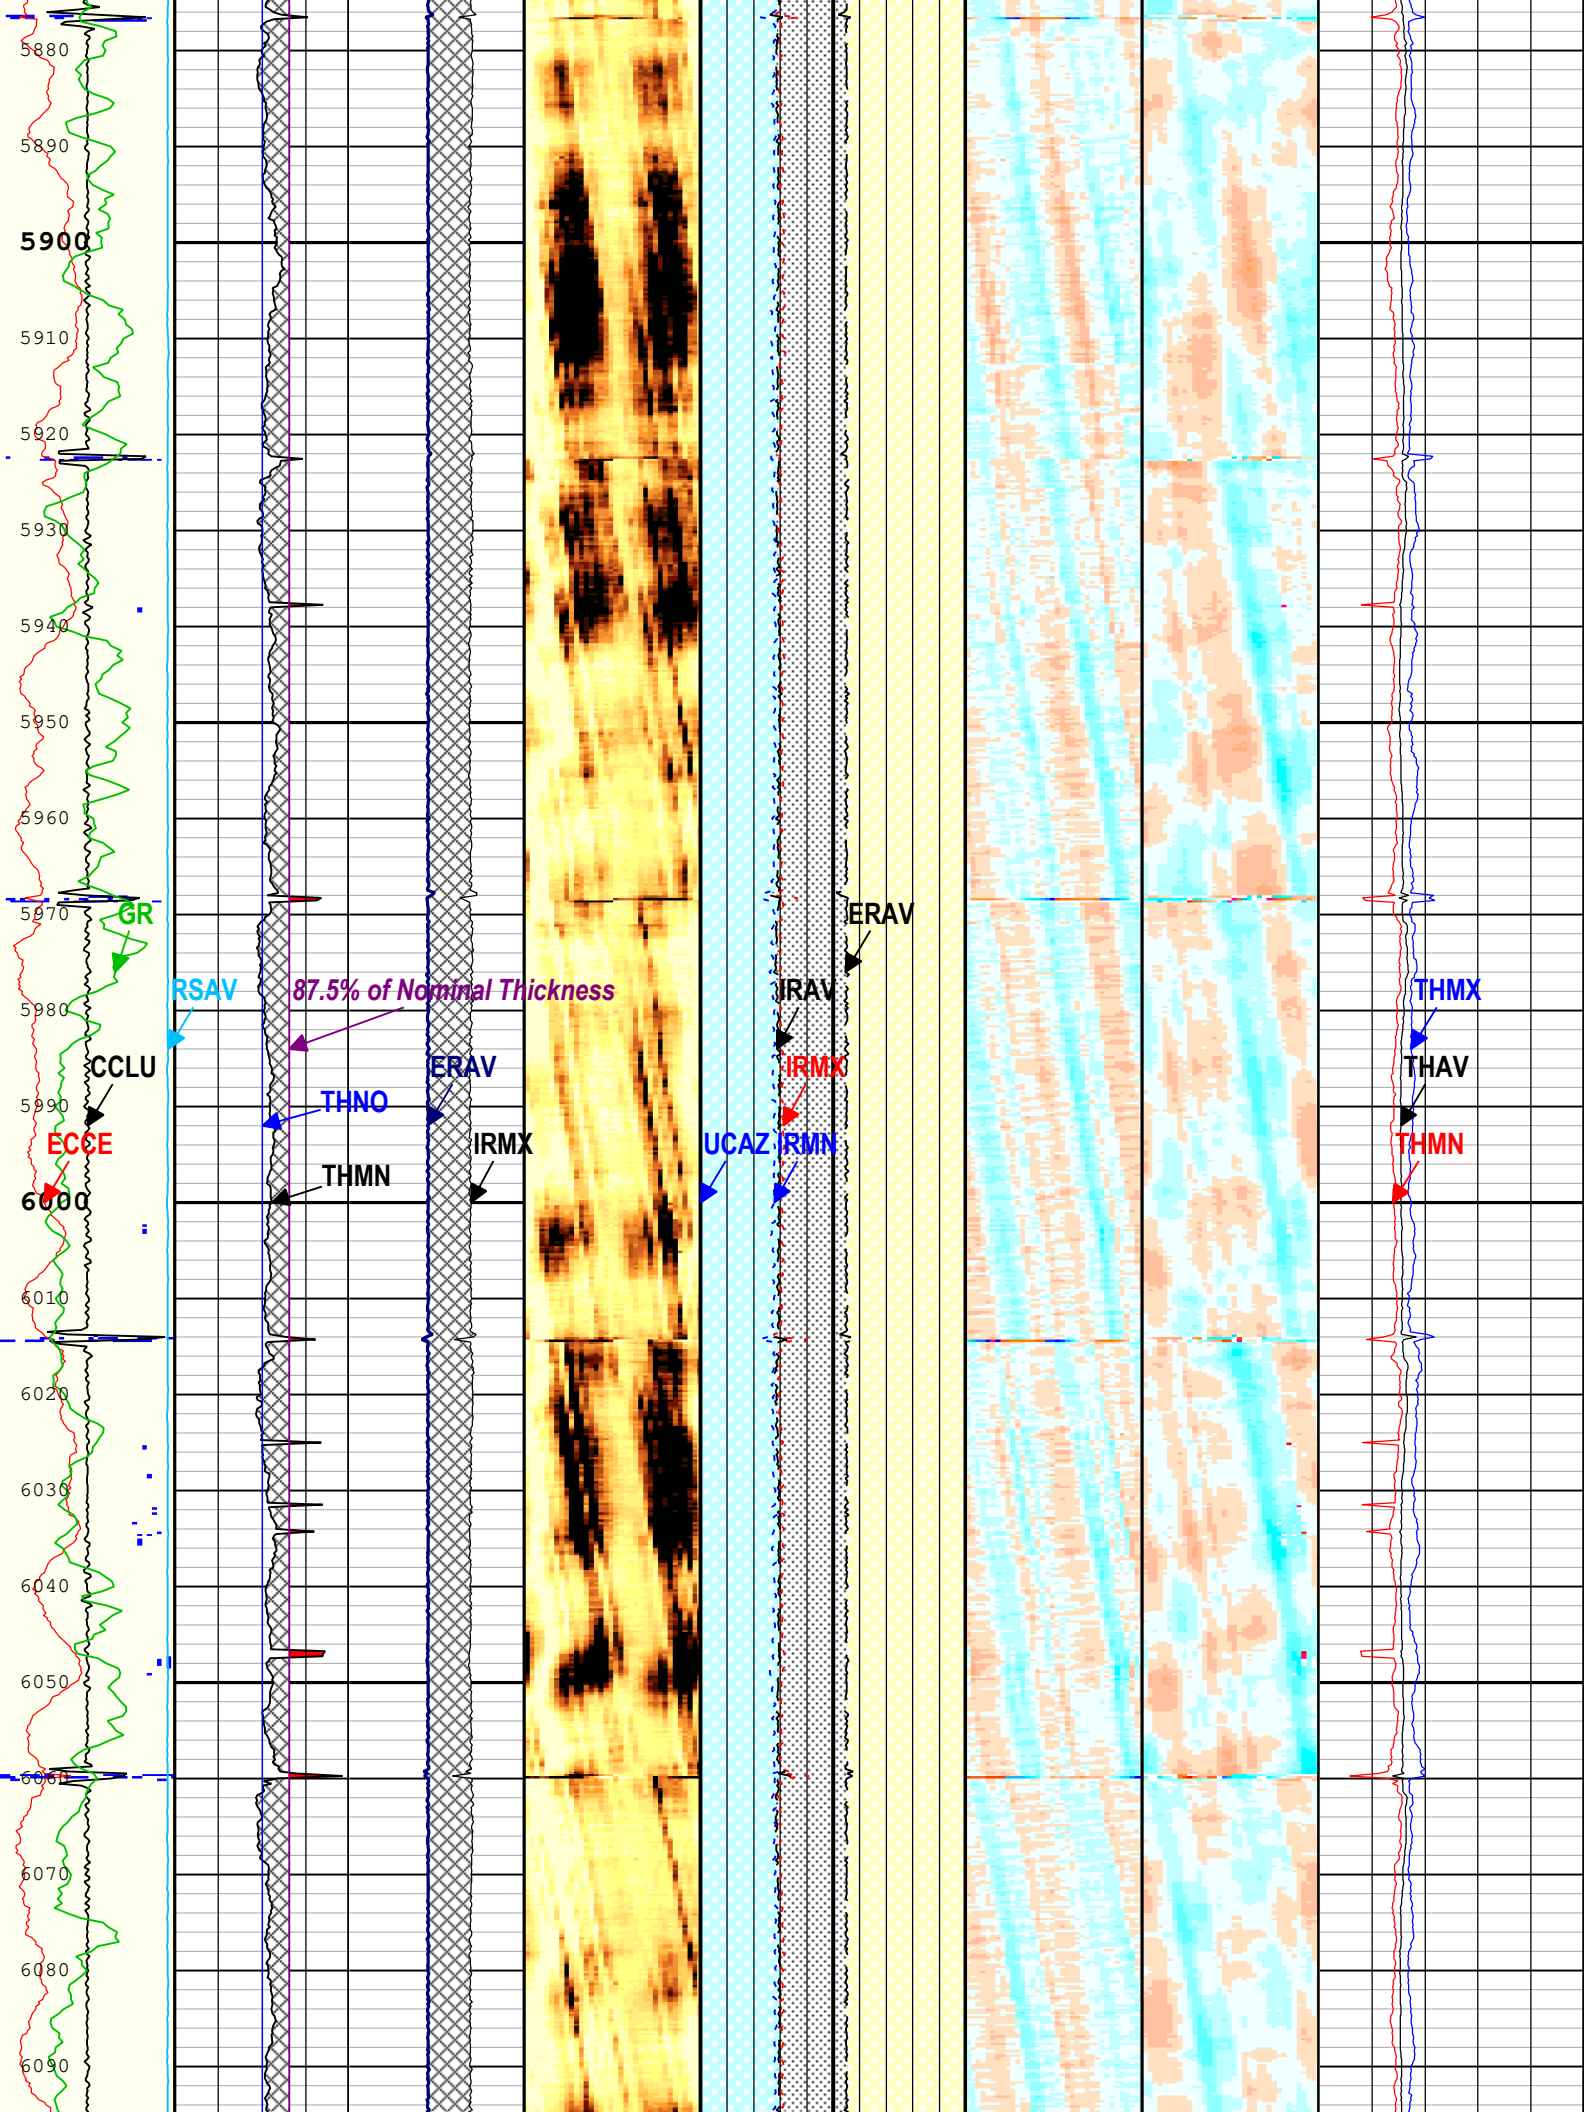 5880
5890
5900
5910
5920
5930
5940
5950
5960
5970
GR
ERAV
RSAV
87.5% of Nominal Thickness
IRAV
THMX
5980
CCLU
ERAV
IRMX
THAV
THNO
5990
ECCE
IRMX
UCAZ
IRMN
THMN
THMN
6000
6010
6020
6030
6040
6050
6060
6070
6080
6090